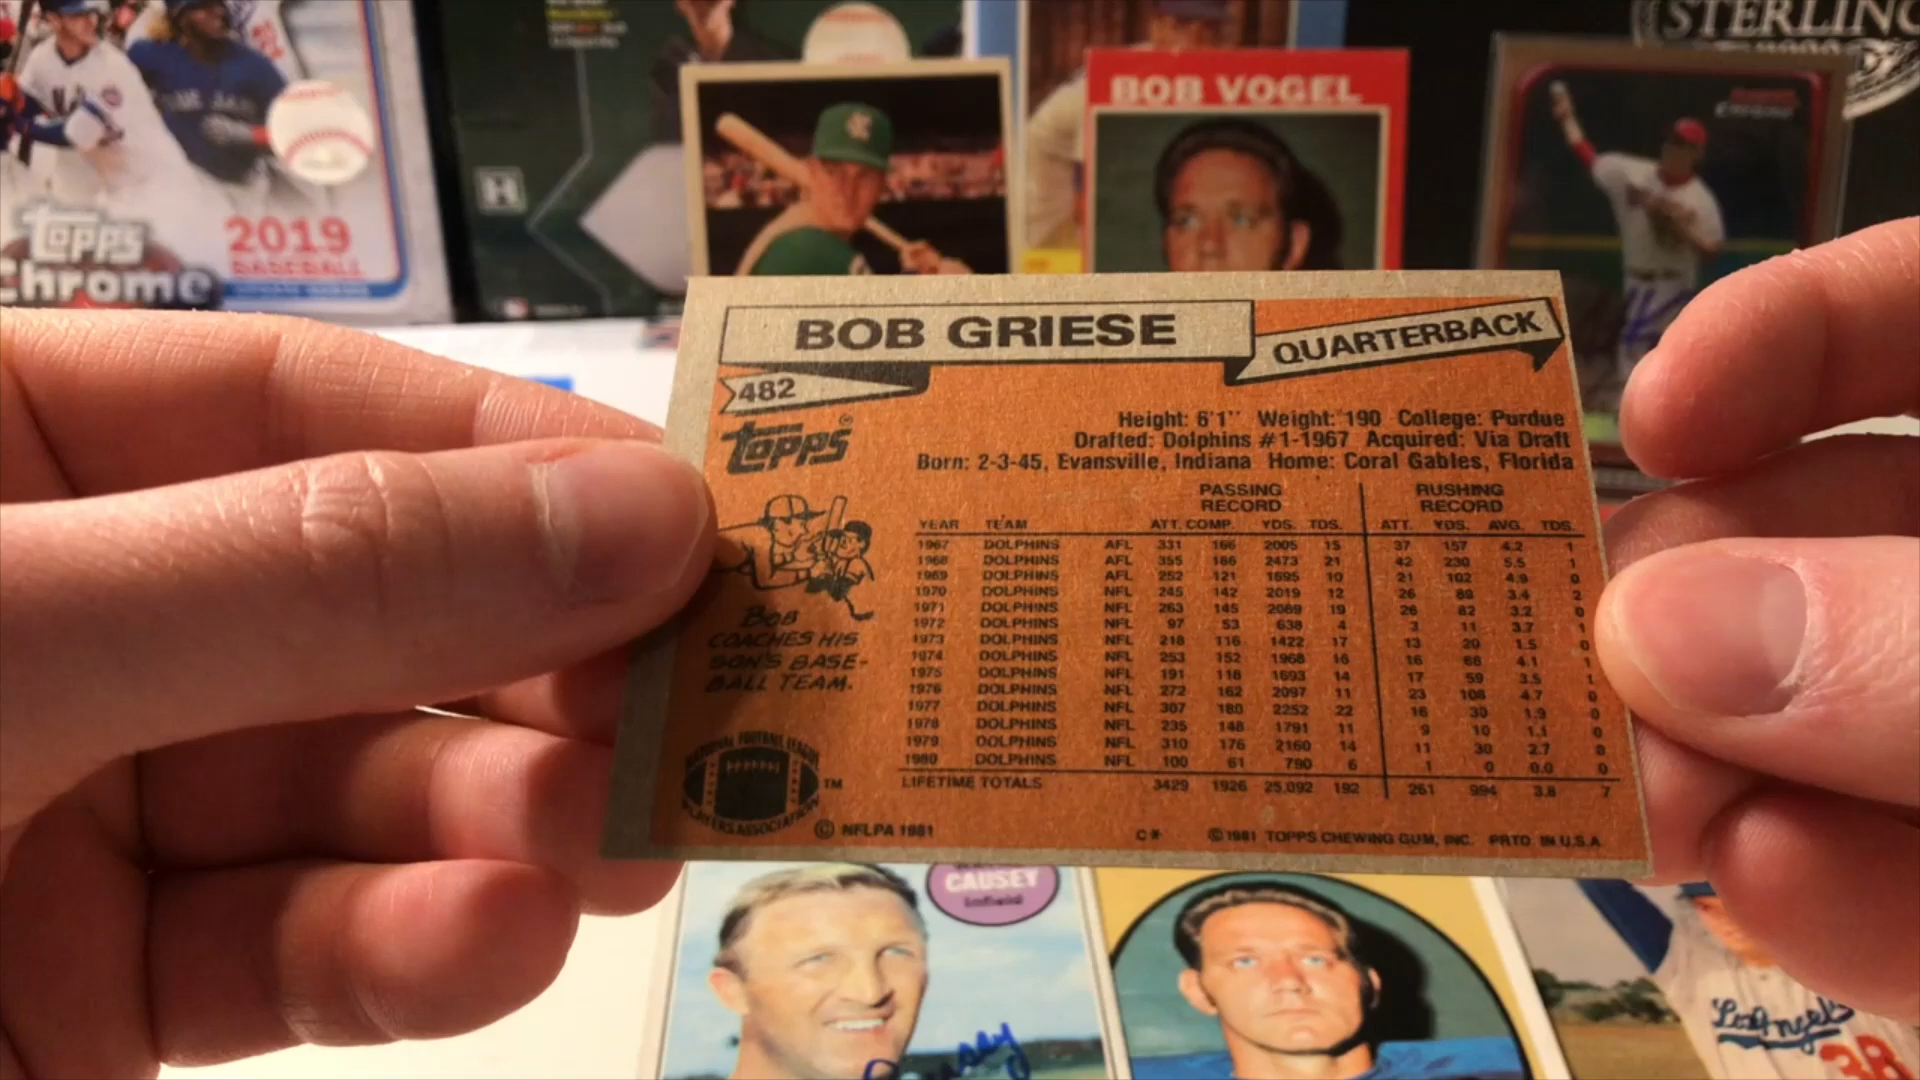 STERLING
BOB VOGEL
H
TOPPS
Chrome
2019
BASEBALL
BOB GRIESE
QUARTERBACK
482
TOPPS®
Height: 6'1" Weight: 190 College: Purdue
Drafted: Dolphins #1-1967 Acquired: Via Draft
Born: 2-3-45, Evansville, Indiana Home: Coral Gables, Florida
PASSING RECORD RUSHING RECORD
YEAR TEAM ATT. COMP. YDS. TDS. ATT. YDS. AVG. TDS.
1967 DOLPHINS AFL 331 166 2005 15 37 157 4.2 1
1968 DOLPHINS AFL 355 186 2473 21 42 230 5.5 1
1969 DOLPHINS AFL 252 121 1695 10 21 102 4.9 0
1970 DOLPHINS NFL 245 142 2019 12 26 89 3.4 2
1971 DOLPHINS NFL 263 145 2089 19 26 82 3.2 0
1972 DOLPHINS NFL 97 53 638 4 3 11 3.7 1
1973 DOLPHINS NFL 218 116 1422 17 13 20 1.5 0
1974 DOLPHINS NFL 253 152 1968 16 16 66 4.1 1
1975 DOLPHINS NFL 191 118 1693 14 17 59 3.5 1
1976 DOLPHINS NFL 272 162 2097 11 23 108 4.7 0
1977 DOLPHINS NFL 307 180 2252 22 16 30 1.9 0
1978 DOLPHINS NFL 235 148 1791 11 9 10 1.1 0
1979 DOLPHINS NFL 310 176 2160 14 11 30 2.7 0
1980 DOLPHINS NFL 100 61 790 6 1 0 0.0 0
LIFETIME TOTALS 3429 1926 25,092 192 261 994 3.8 7
BOB
COACHES HIS
SON'S BASE-
BALL TEAM.
NATIONAL FOOTBALL LEAGUE
PLAYERS ASSOCIATION
TM
© NFLPA 1981
C*
© 1981 TOPPS CHEWING GUM, INC. PRTD. IN U.S.A.
CAUSEY
Infield
Los Angeles
38